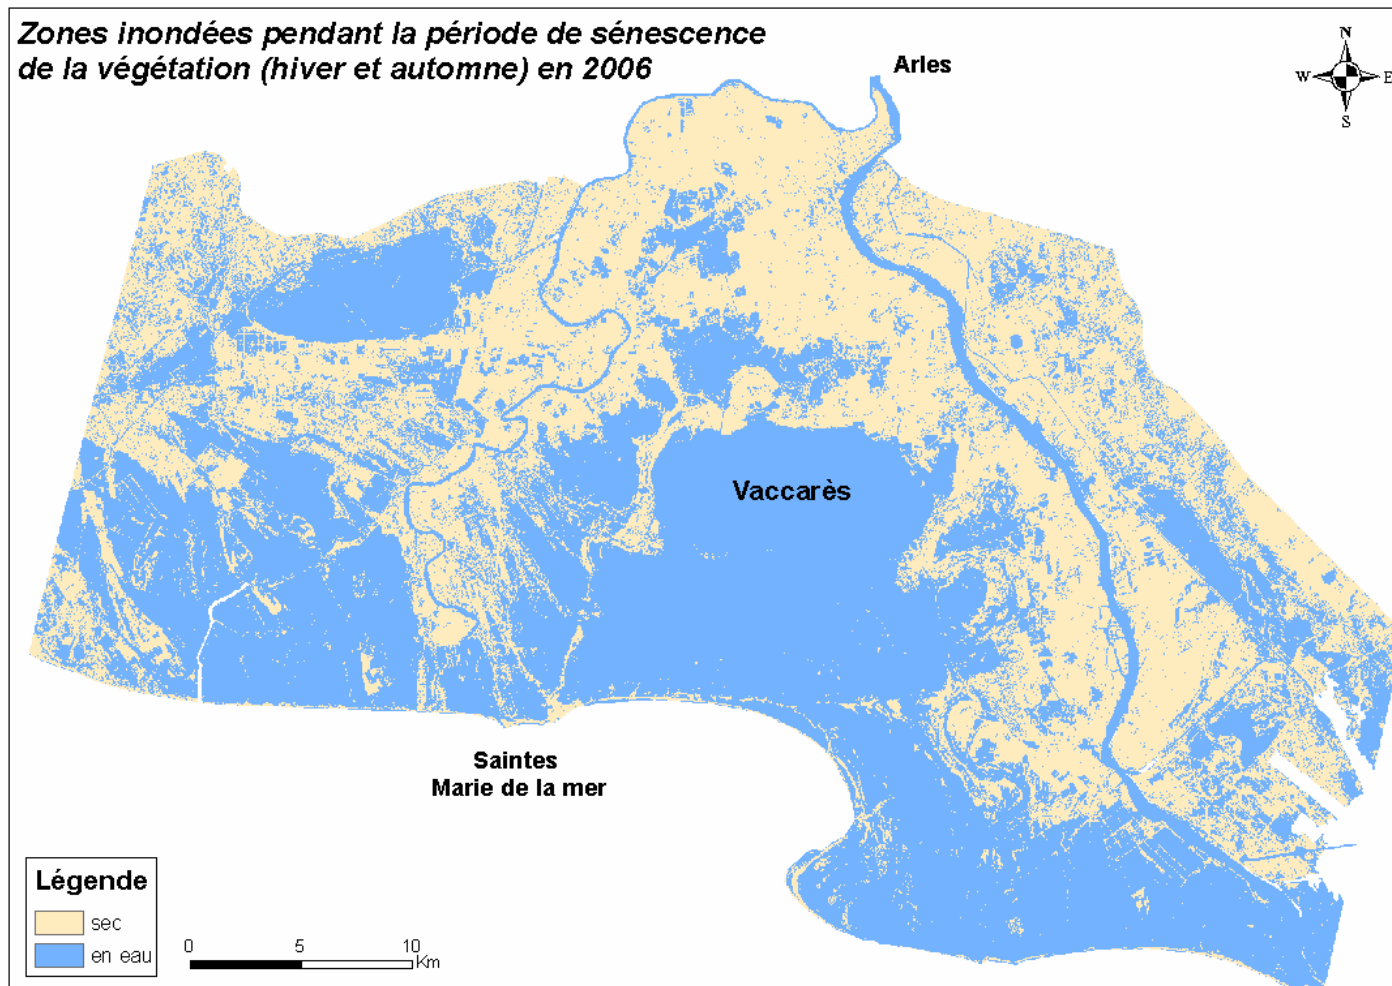 Zones inondées pendant la période de sénescence
de la végétation (hiver et automne) en 2006
Arles
N
W E
S
Vaccarès
Saintes
Marie de la mer
Légende
sec
en eau
0 5 10
Km